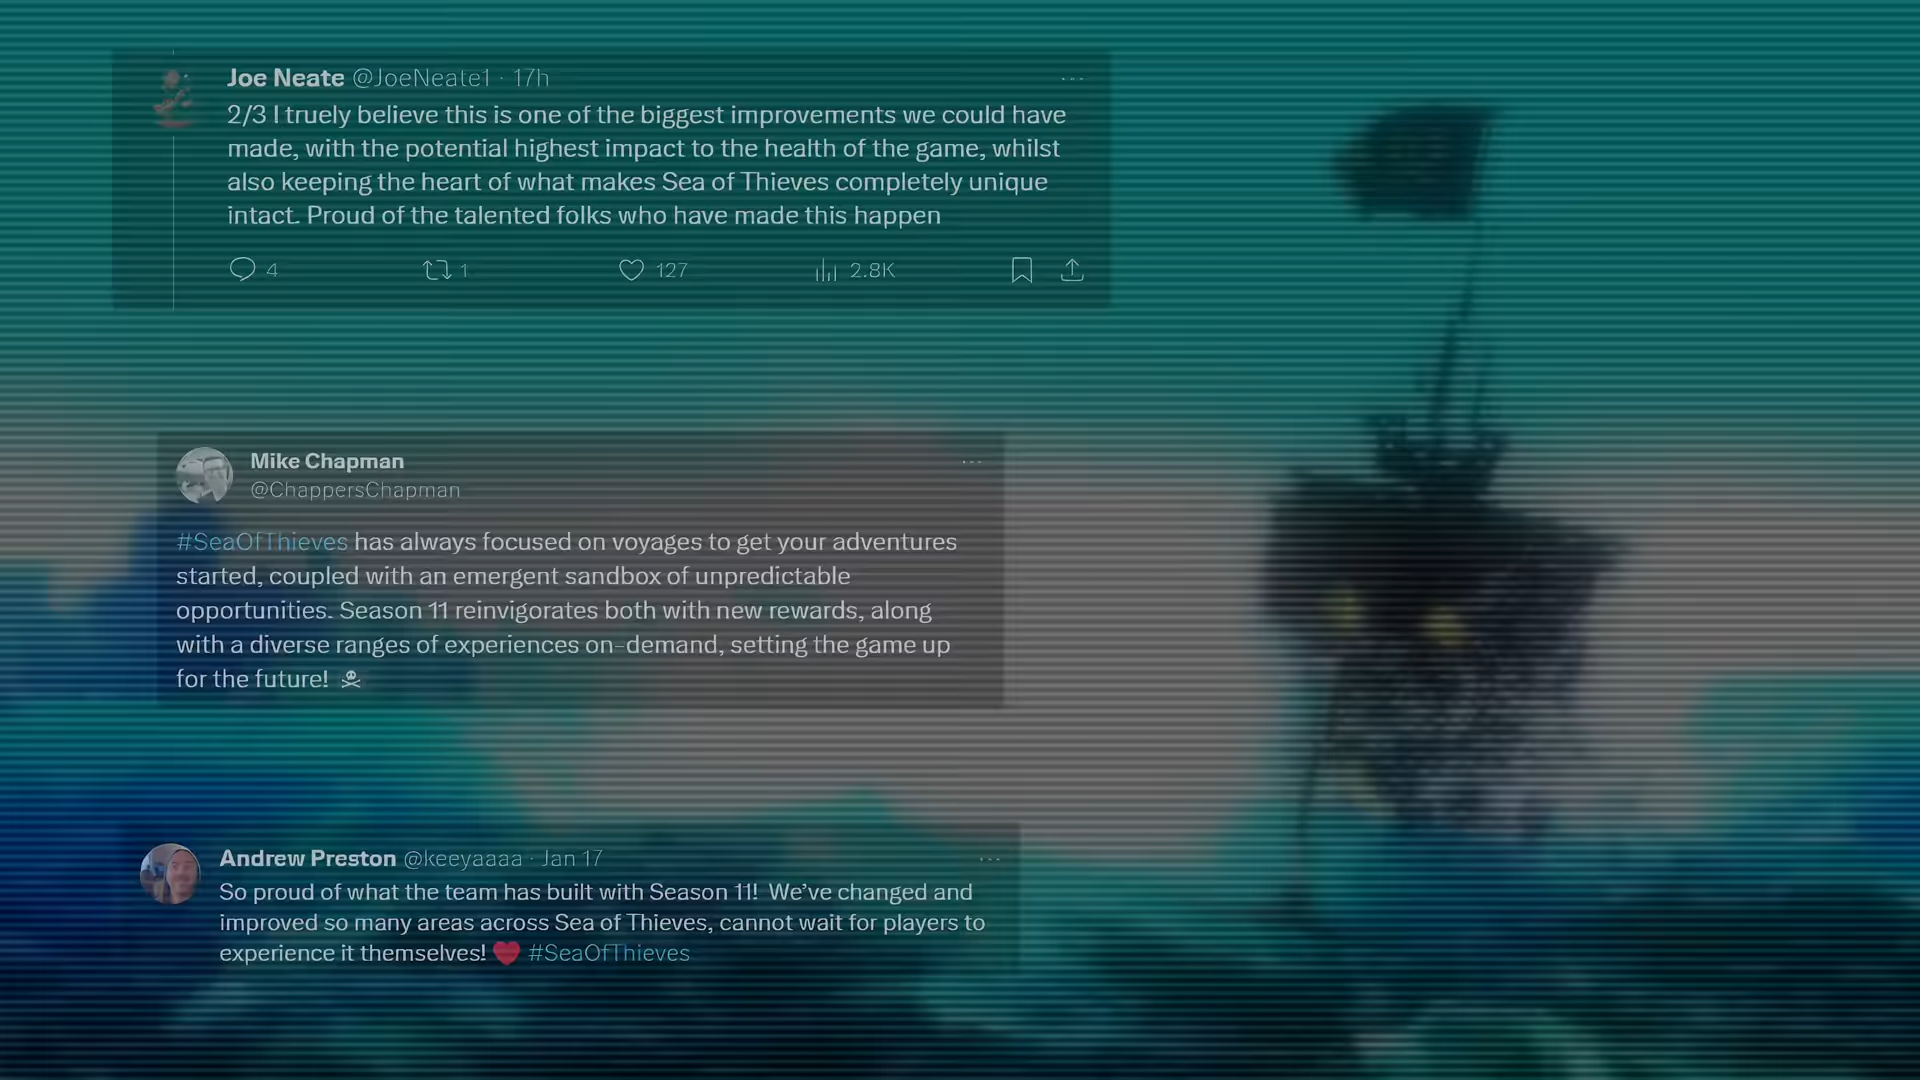 Joe Neate @JoeNeate1 · 17h
2/3 I truely believe this is one of the biggest improvements we could have
made, with the potential highest impact to the health of the game, whilst
also keeping the heart of what makes Sea of Thieves completely unique
intact. Proud of the talented folks who have made this happen
4 1 127 2.8K
Mike Chapman
@ChappersChapman
#SeaOfThieves has always focused on voyages to get your adventures
started, coupled with an emergent sandbox of unpredictable
opportunities. Season 11 reinvigorates both with new rewards, along
with a diverse ranges of experiences on-demand, setting the game up
for the future! ☠
Andrew Preston @keeyaaaa · Jan 17
So proud of what the team has built with Season 11! We’ve changed and
improved so many areas across Sea of Thieves, cannot wait for players to
experience it themselves! ❤ #SeaOfThieves